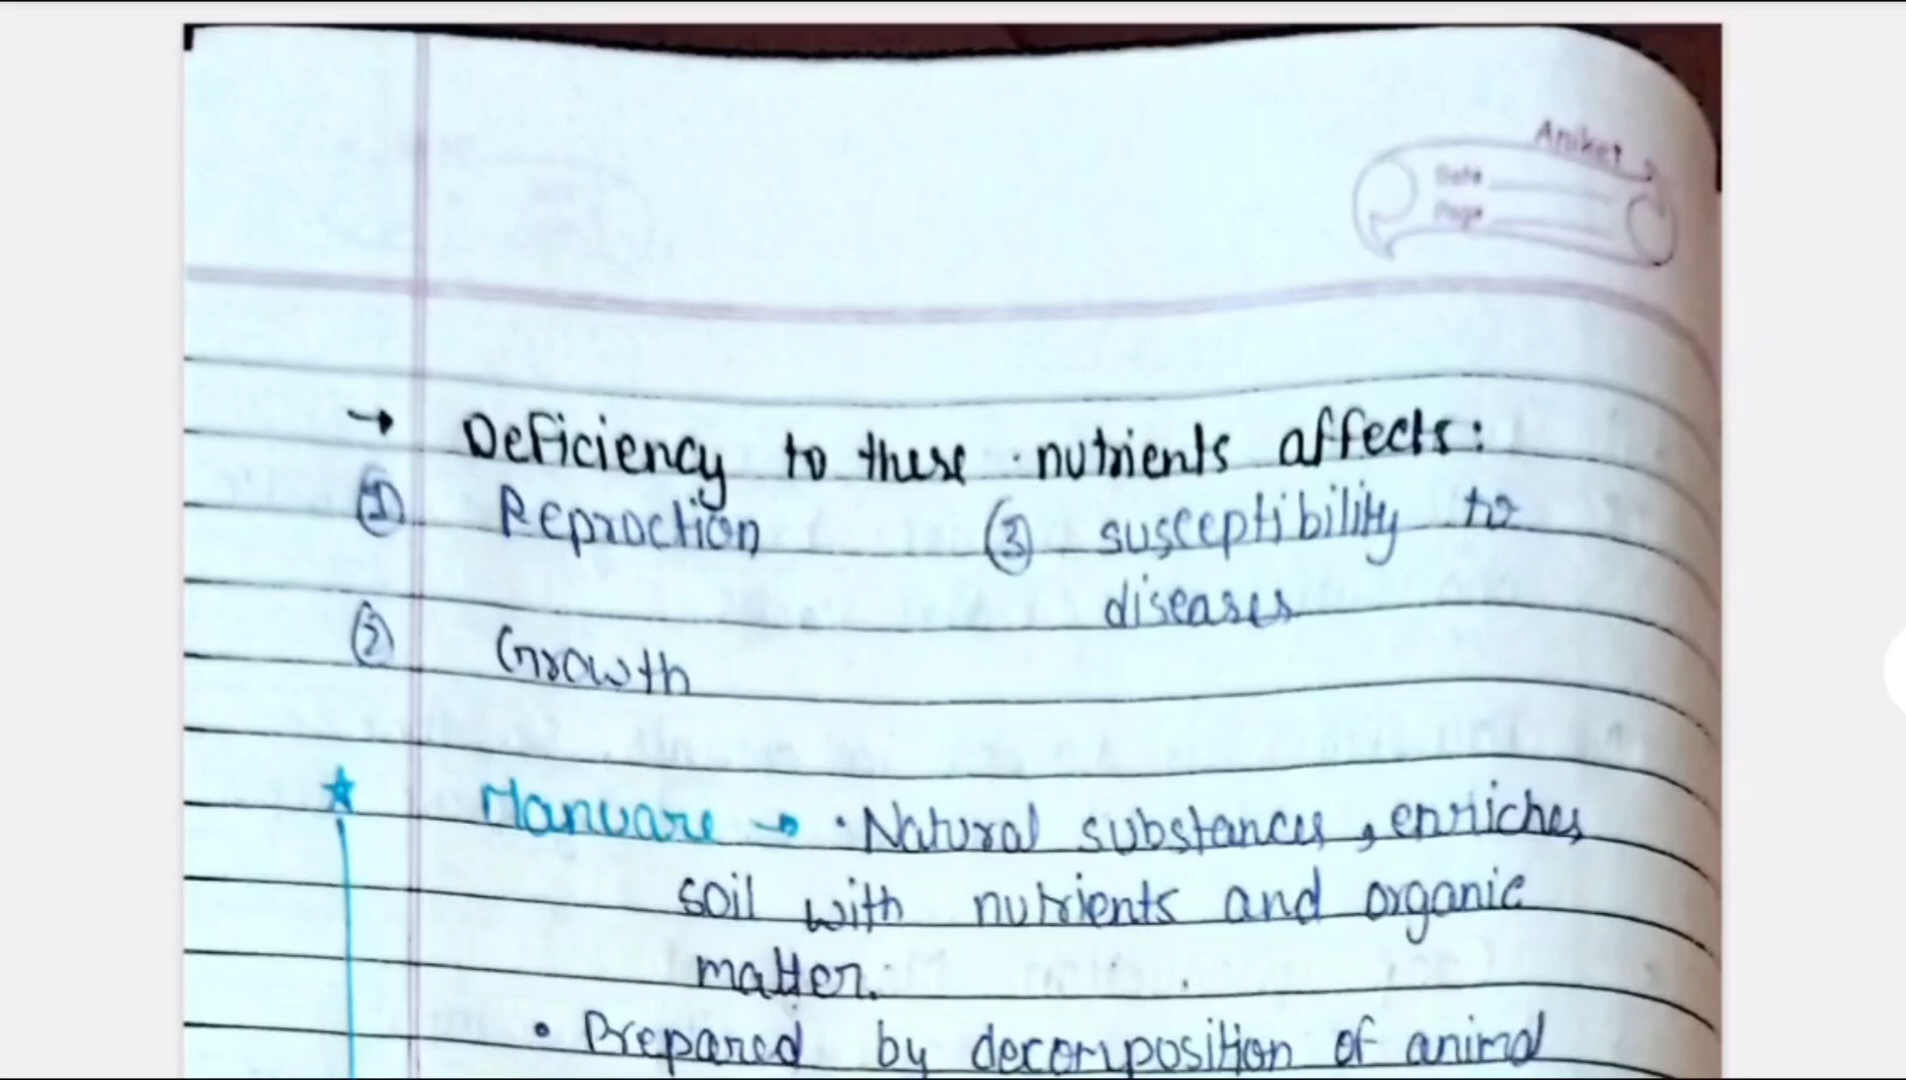 Aniket
Date
Page
→ Deficiency to these nutrients affects:
① Reproction ③ susceptibility to
diseases
② Growth
★ Manuare → • Natural substances, enriches
soil with nutrients and organic
matter.
• Prepared by decomposition of animal